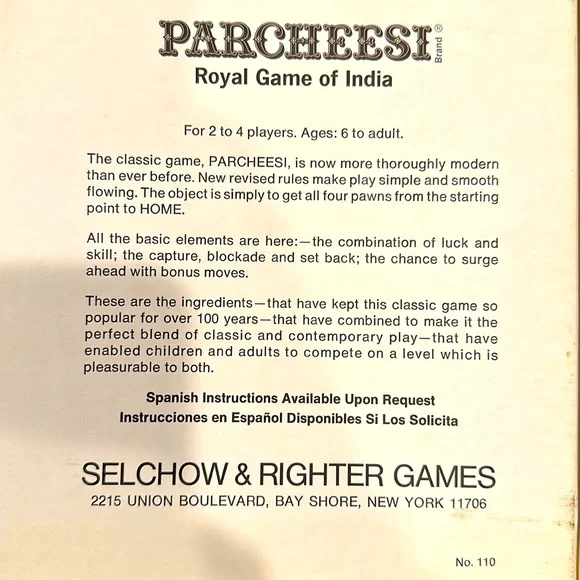 PARCHEESI Brand ®
Royal Game of India
For 2 to 4 players. Ages: 6 to adult.
The classic game, PARCHEESI, is now more thoroughly modern
than ever before. New revised rules make play simple and smooth
flowing. The object is simply to get all four pawns from the starting
point to HOME.
All the basic elements are here:—the combination of luck and
skill; the capture, blockade and set back; the chance to surge
ahead with bonus moves.
These are the ingredients—that have kept this classic game so
popular for over 100 years—that have combined to make it the
perfect blend of classic and contemporary play—that have
enabled children and adults to compete on a level which is
pleasurable to both.
Spanish Instructions Available Upon Request
Instrucciones en Español Disponibles Si Los Solicita
SELCHOW & RIGHTER GAMES
2215 UNION BOULEVARD, BAY SHORE, NEW YORK 11706
No. 110